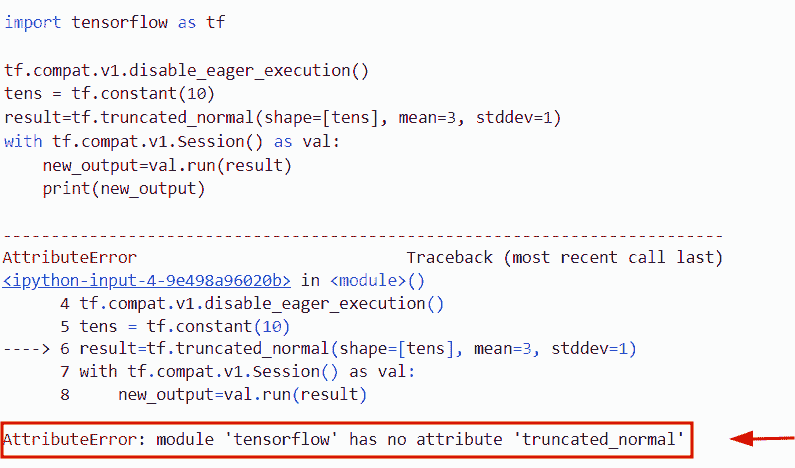 import tensorflow as tf
tf.compat.v1.disable_eager_execution()
tens = tf.constant(10)
result=tf.truncated_normal(shape=[tens], mean=3, stddev=1)
with tf.compat.v1.Session() as val:
    new_output=val.run(result)
    print(new_output)
---------------------------------------------------------------------------
AttributeError                            Traceback (most recent call last)
<ipython-input-4-9e498a96020b> in <module>()
      4 tf.compat.v1.disable_eager_execution()
      5 tens = tf.constant(10)
----> 6 result=tf.truncated_normal(shape=[tens], mean=3, stddev=1)
      7 with tf.compat.v1.Session() as val:
      8     new_output=val.run(result)
AttributeError: module 'tensorflow' has no attribute 'truncated_normal'